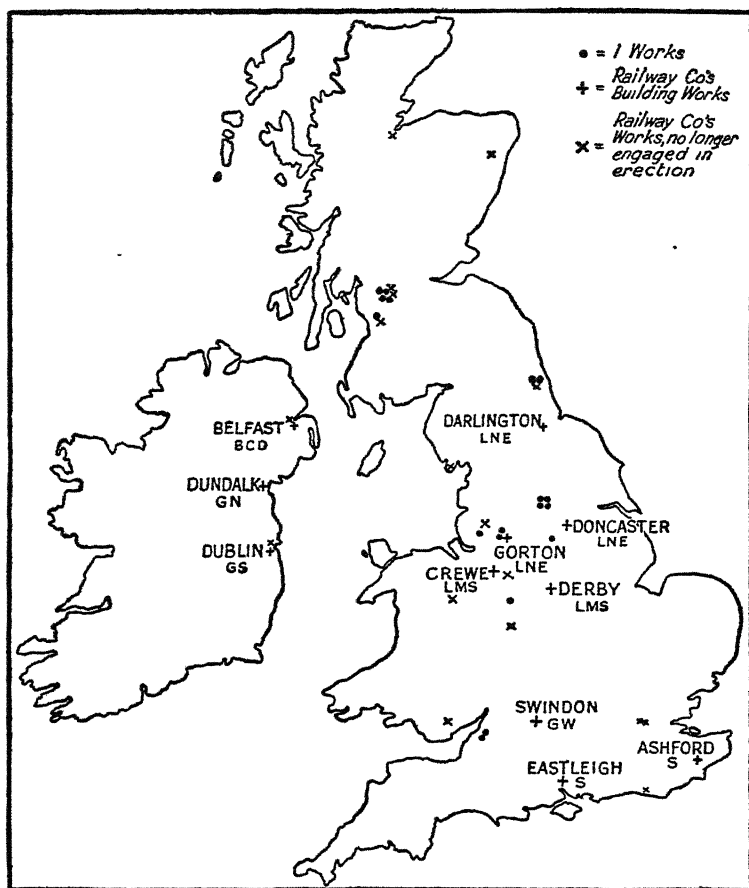 • = 1 Works
+ = Railway Co's
Building Works
Railway Co's
× = Works, no longer
engaged in
erection
BELFAST
BCD
DARLINGTON
LNE
DUNDALK
GN
DUBLIN
GS
DONCASTER
LNE
GORTON
LNE
CREWE
LMS
DERBY
LMS
SWINDON
GW
ASHFORD
S
EASTLEIGH
S